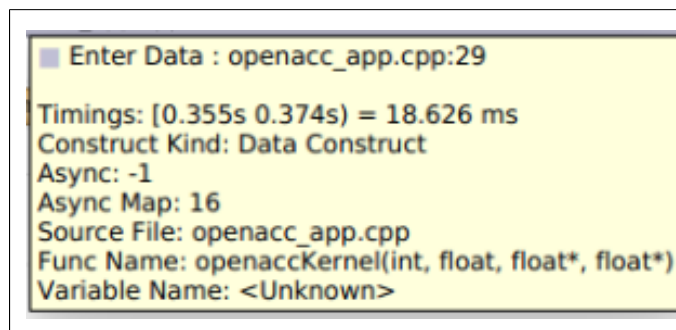 Enter Data : openacc_app.cpp:29
Timings: [0.355s 0.374s) = 18.626 ms
Construct Kind: Data Construct
Async: -1
Async Map: 16
Source File: openacc_app.cpp
Func Name: openaccKernel(int, float, float*, float*)
Variable Name: <Unknown>